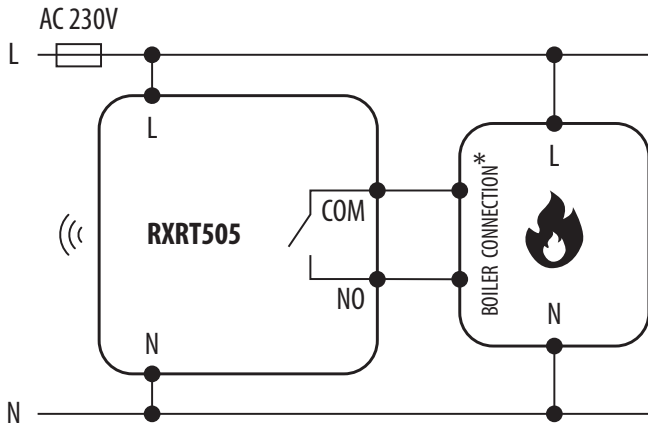 AC 230V
L
L
L
COM
BOILER CONNECTION*
RXRT505
NO
N
N
N